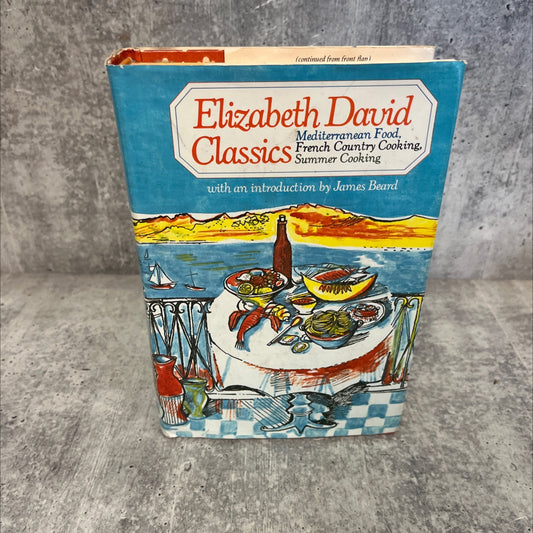 (continued from front flap)
Elizabeth David
Classics
Mediterranean Food,
French Country Cooking,
Summer Cooking
with an introduction by James Beard